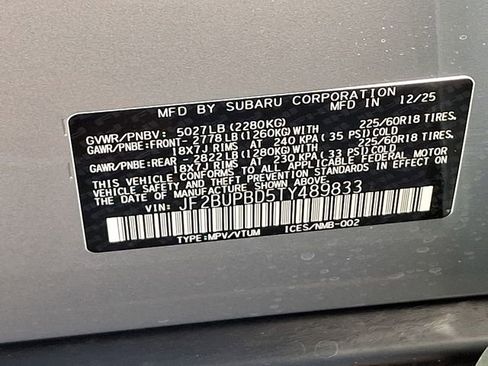 MFD BY SUBARU CORPORATION MFD IN 12/25
GVWR/PNBV: 5027LB (2280KG)
GAWR/PNBE:FRONT- 2778LB (1260KG)WITH 225/60R18 TIRES,
18X7J RIMS AT 240 KPA (35 PSI)COLD
GAWR/PNBE:REAR - 2822LB (1280KG)WITH 225/60R18 TIRES,
18X7J RIMS AT 230 KPA (33 PSI)COLD
THIS VEHICLE CONFORMS TO ALL APPLICABLE FEDERAL MOTOR
VEHICLE SAFETY, BUMPER, AND THEFT PREVENTION STANDARDS IN EFFECT ON
THE DATE OF MANUFACTURE SHOWN ABOVE.
VIN: JF2BUPBD5TY489833
TYPE:MPV/VTUM ICES/NMB-002